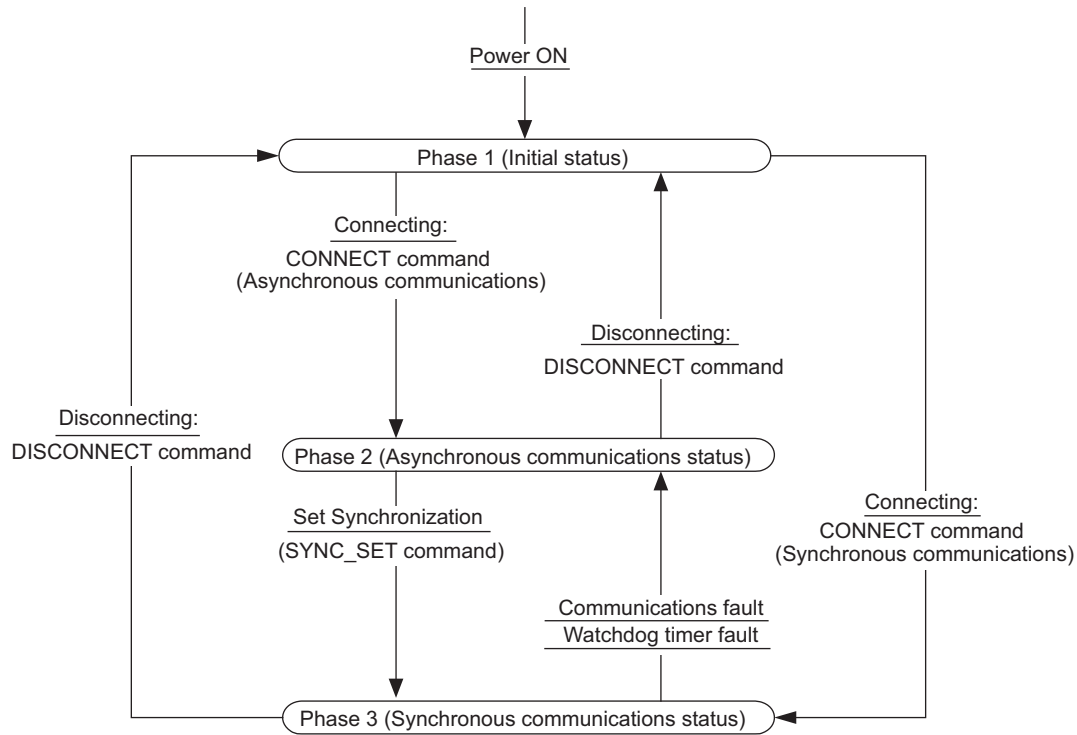 Power ON
Phase 1 (Initial status)
Connecting:
CONNECT command
(Asynchronous communications)
Disconnecting:
DISCONNECT command
Disconnecting:
DISCONNECT command
Phase 2 (Asynchronous communications status)
Set Synchronization
(SYNC_SET command)
Connecting:
CONNECT command
(Synchronous communications)
Communications fault
Watchdog timer fault
Phase 3 (Synchronous communications status)